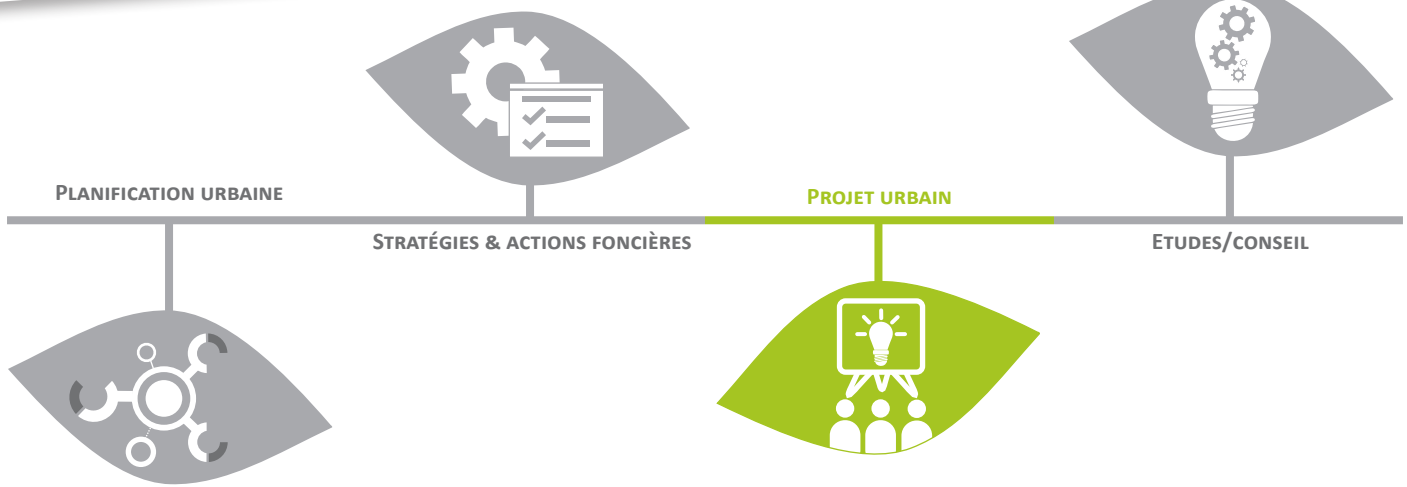 Planification urbaine
Stratégies & actions foncières
Projet urbain
Etudes/conseil